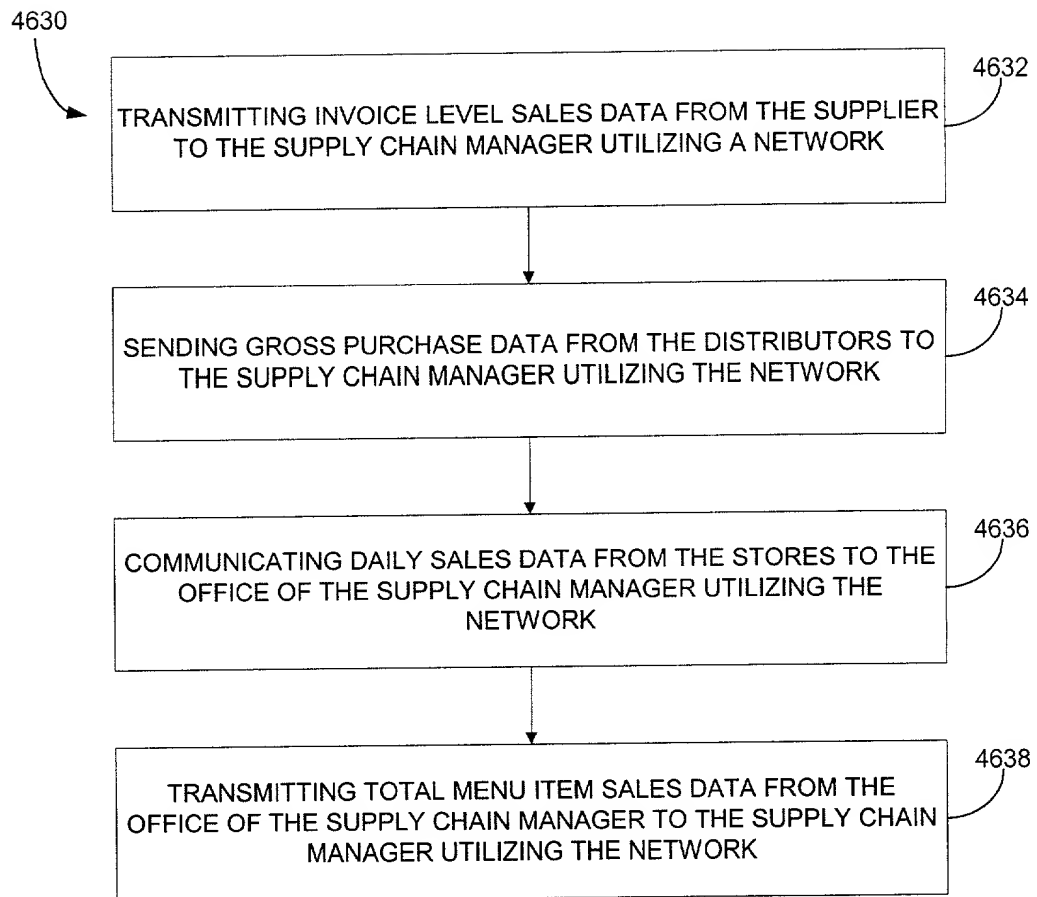 4630
4632
TRANSMITTING INVOICE LEVEL SALES DATA FROM THE SUPPLIER
TO THE SUPPLY CHAIN MANAGER UTILIZING A NETWORK
4634
SENDING GROSS PURCHASE DATA FROM THE DISTRIBUTORS TO
THE SUPPLY CHAIN MANAGER UTILIZING THE NETWORK
4636
COMMUNICATING DAILY SALES DATA FROM THE STORES TO THE
OFFICE OF THE SUPPLY CHAIN MANAGER UTILIZING THE
NETWORK
4638
TRANSMITTING TOTAL MENU ITEM SALES DATA FROM THE
OFFICE OF THE SUPPLY CHAIN MANAGER TO THE SUPPLY CHAIN
MANAGER UTILIZING THE NETWORK